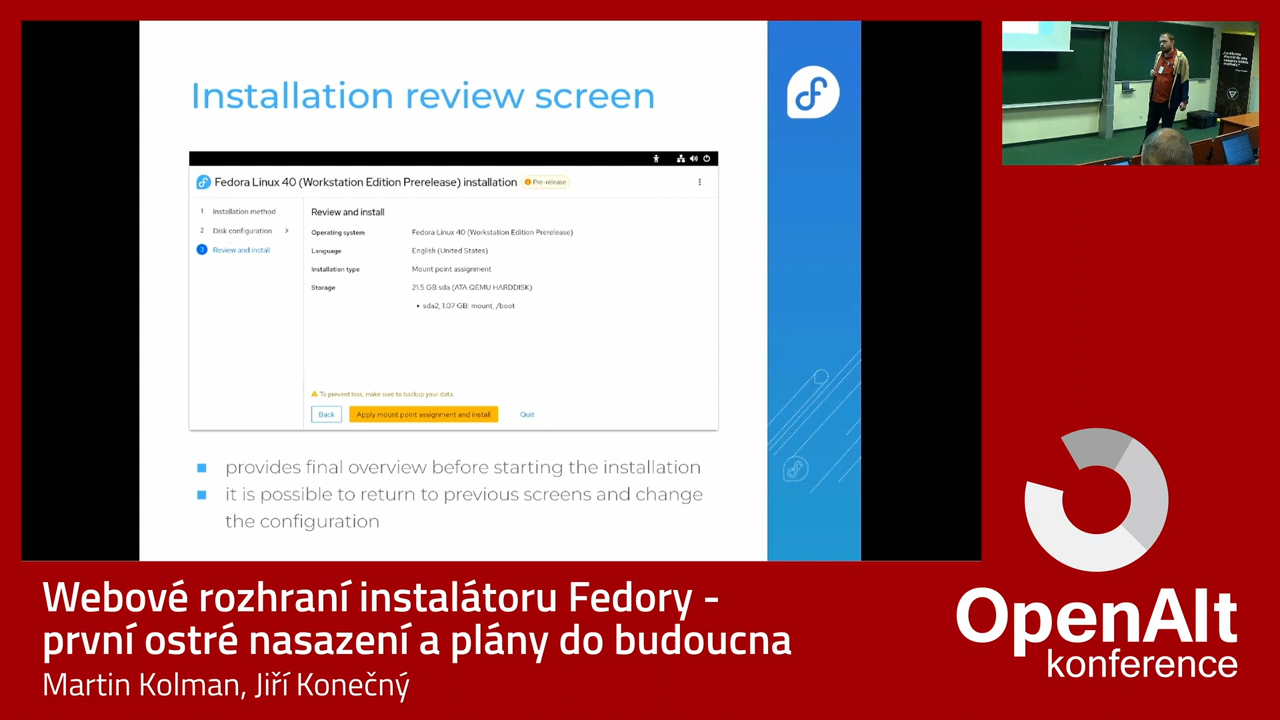 Installation review screen
Fedora Linux 40 (Workstation Edition Prerelease) installation
Pre-release
1 Installation method
2 Disk configuration
3 Review and install
Review and install
Operating system Fedora Linux 40 (Workstation Edition Prerelease)
Language English (United States)
Installation type Mount point assignment
Storage 21.5 GB sda (ATA QEMU HARDDISK)
• sda2, 1.07 GB: mount, /boot
To prevent loss, make sure to backup your data.
Back Apply mount point assignment and install Quit
provides final overview before starting the installation
it is possible to return to previous screens and change
the configuration
Webové rozhraní instalátoru Fedory -
první ostré nasazení a plány do budoucna
Martin Kolman, Jiří Konečný
OpenAlt
konference